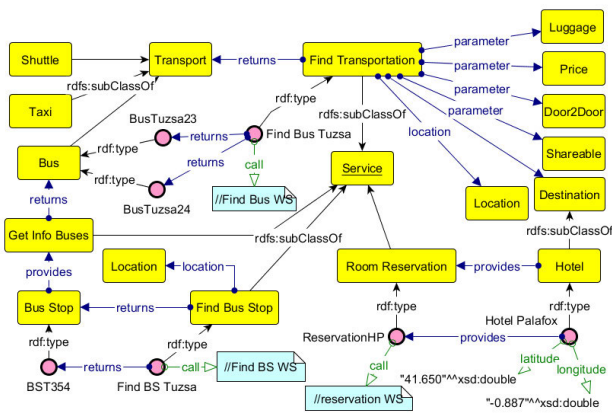 Luggage
Shuttle
Transport
returns
Find Transportation
parameter
parameter
Price
rdfs:subClassOf
rdf:type
parameter
Taxi
BusTuzsa23
rdfs:subClassOf
parameter
Door2Door
returns
Find Bus Tuzsa
location
Shareable
Bus
rdf:type
returns
call
Service
rdf:type
BusTuzsa24
//Find Bus WS
Location
Destination
returns
Get Info Buses
rdfs:subClassOf
rdfs:subClassOf
provides
Location
location
Room Reservation
provides
Hotel
Bus Stop
returns
Find Bus Stop
rdf:type
rdf:type
rdf:type
rdf:type
ReservationHP
Hotel Palafox
provides
BST354
returns
Find BS Tuzsa
call
//Find BS WS
call
latitude
longitude
"41.650"^^xsd:double
//reservation WS
"-0.887"^^xsd:double